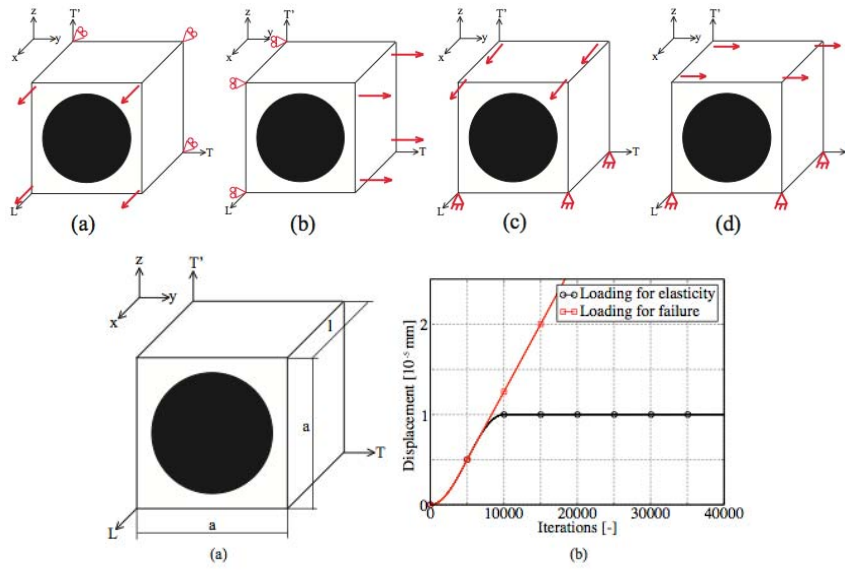 z
T'
y
x
T
L
(a)
z
T'
y
x
T
L
(b)
z
T'
y
x
T
L
(c)
z
T'
y
x
T
L
(d)
z
T'
y
x
l
a
T
L
a
(a)
Loading for elasticity
Loading for failure
Displacement [10⁻⁵ mm]
2
1
0
0 10000 20000 30000 40000
Iterations [-]
(b)